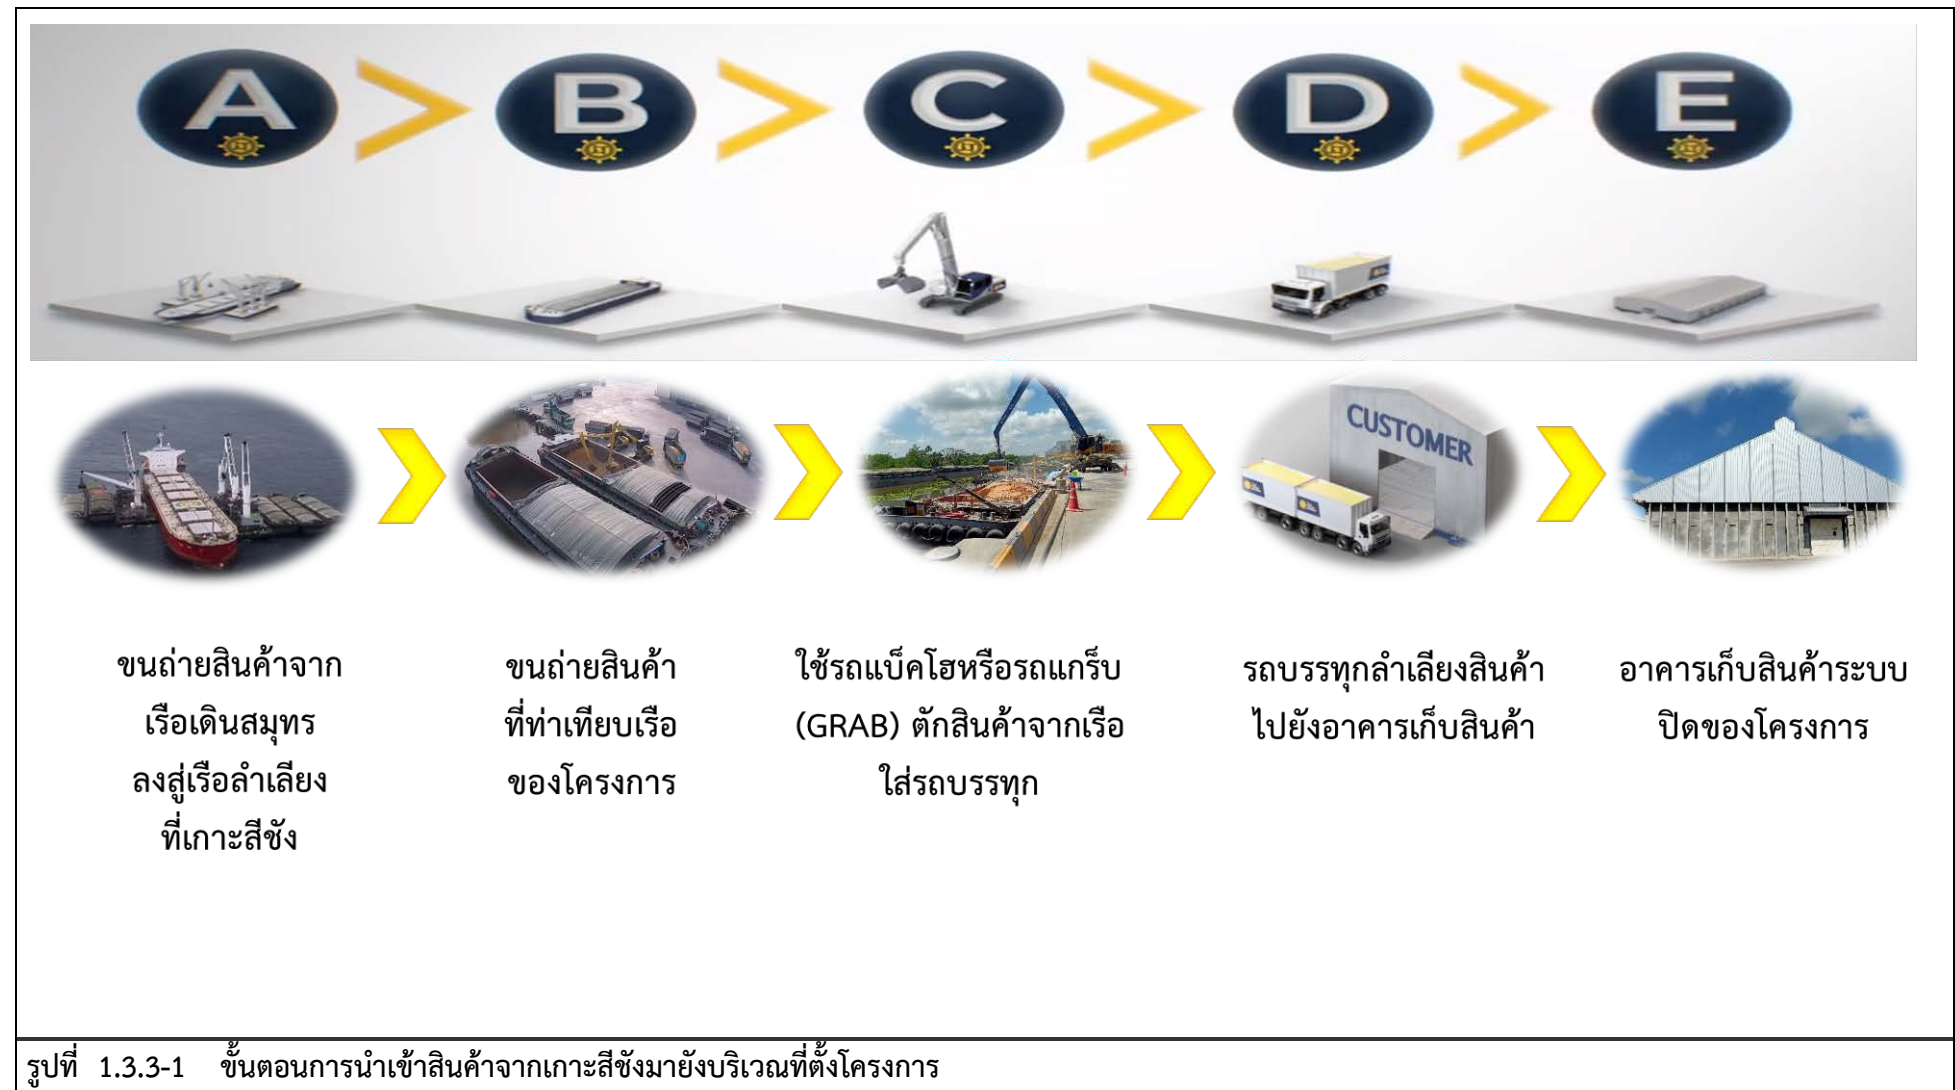 A > B > C > D > E
CUSTOMER
ขนถ่ายสินค้าจาก
เรือเดินสมุทร
ลงสู่เรือลำเลียง
ที่เกาะสีชัง
ขนถ่ายสินค้า
ที่ท่าเทียบเรือ
ของโครงการ
ใช้รถแบ็คโฮหรือรถแกร็บ
(GRAB) ตักสินค้าจากเรือ
ใส่รถบรรทุก
รถบรรทุกลำเลียงสินค้า
ไปยังอาคารเก็บสินค้า
อาคารเก็บสินค้าระบบ
ปิดของโครงการ
รูปที่ 1.3.3-1 ขั้นตอนการนำเข้าสินค้าจากเกาะสีชังมายังบริเวณที่ตั้งโครงการ